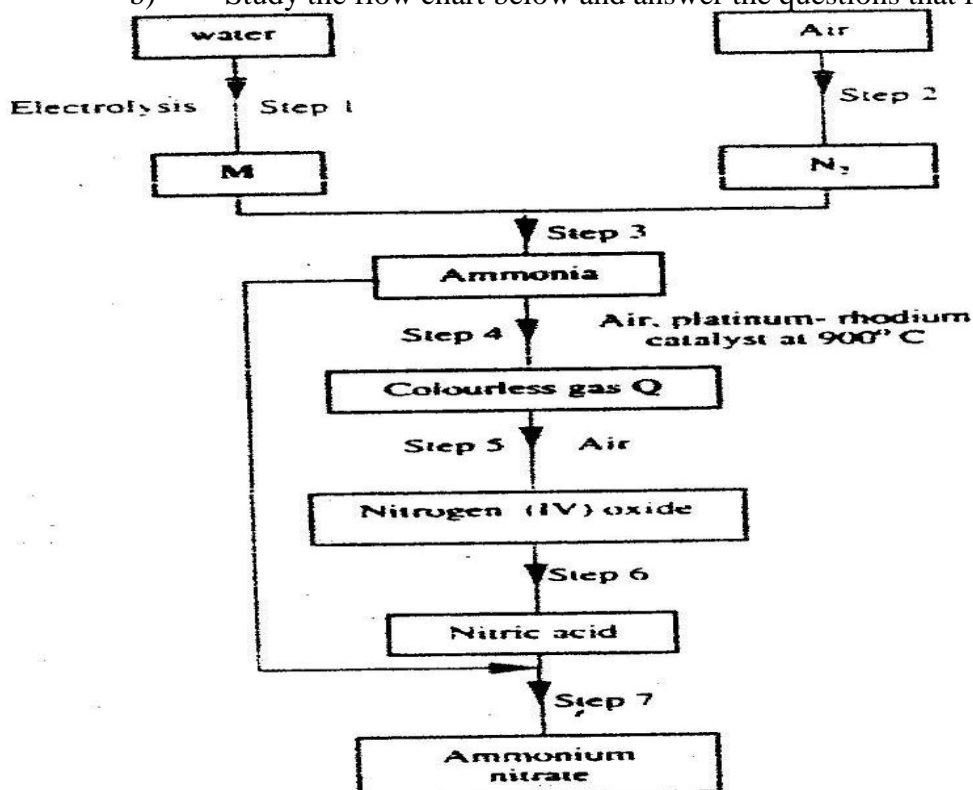 b) Study the flow chart below and answer the questions that
water
Air
Electrolysis Step 1
Step 2
M
N₂
Step 3
Ammonia
Step 4
Air, platinum- rhodium
catalyst at 900° C
Colourless gas Q
Step 5 Air
Nitrogen (IV) oxide
Step 6
Nitric acid
Step 7
Ammonium
nitrate